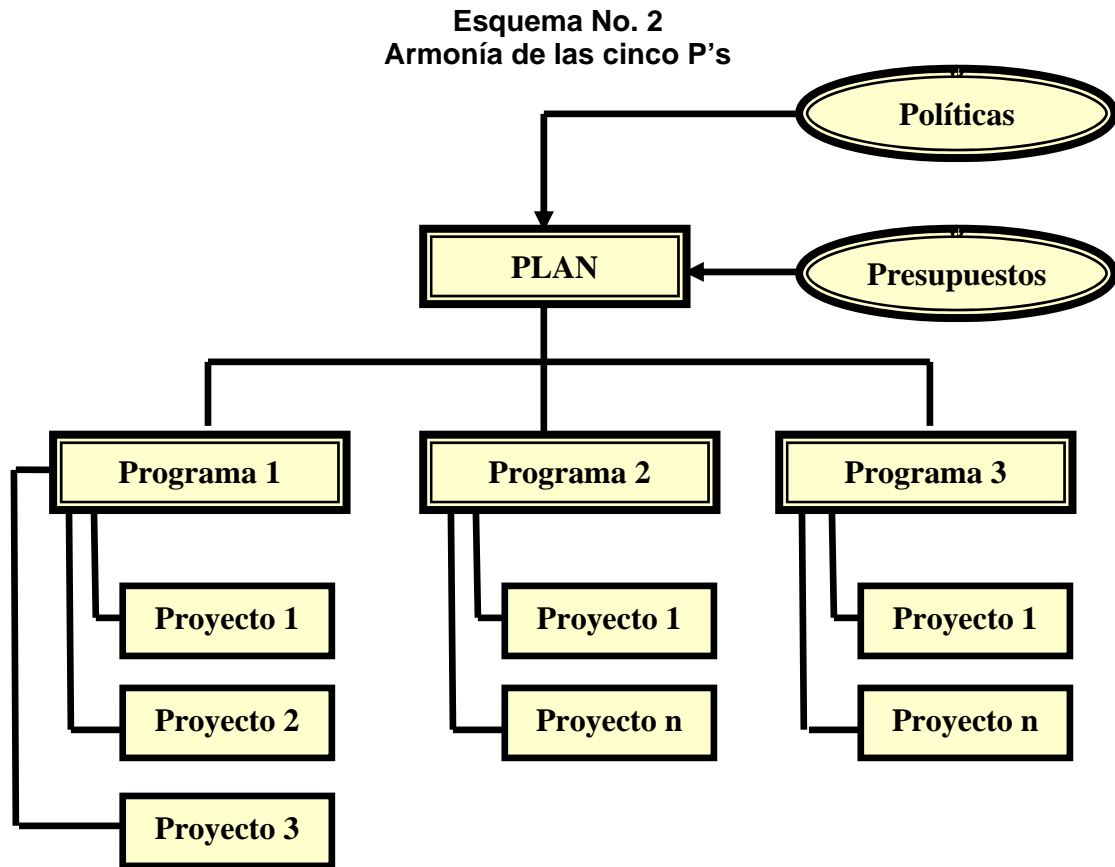 Esquema No. 2
Armonía de las cinco P’s
Políticas
PLAN
Presupuestos
Programa 1
Programa 2
Programa 3
Proyecto 1
Proyecto 1
Proyecto 1
Proyecto 2
Proyecto n
Proyecto n
Proyecto 3